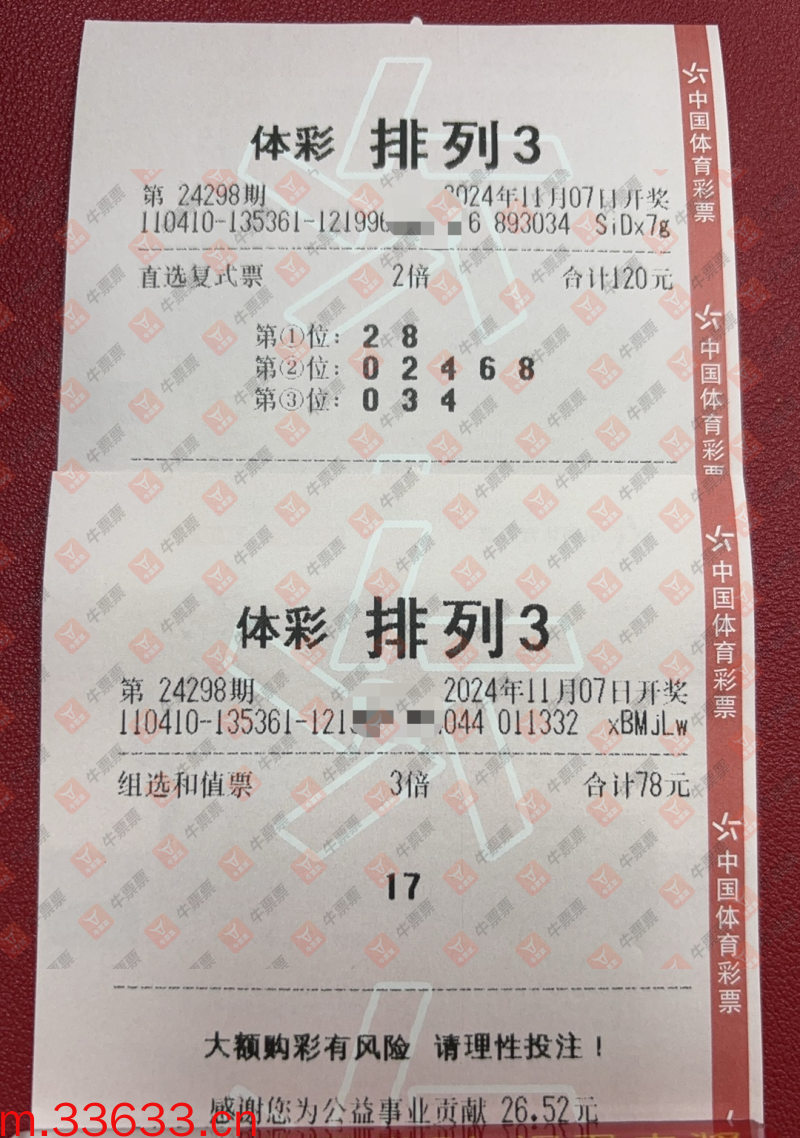 体彩 排列3
第 24298期 2024年11月07日开奖
110410-135361-121996 6 893034 SiDx7g
直选复式票 2倍 合计120元
第①位: 2 8
第②位: 0 2 4 6 8
第③位: 0 3 4
中国体育彩票
中国体育彩票
体彩 排列3
第 24298期 2024年11月07日开奖
110410-135361-121 044 011332 xBMJLw
组选和值票 3倍 合计78元
17
大额购彩有风险 请理性投注!
感谢您为公益事业贡献 26.52元
中国体育彩票
中国体育彩票
牛票票
m.33633.cn